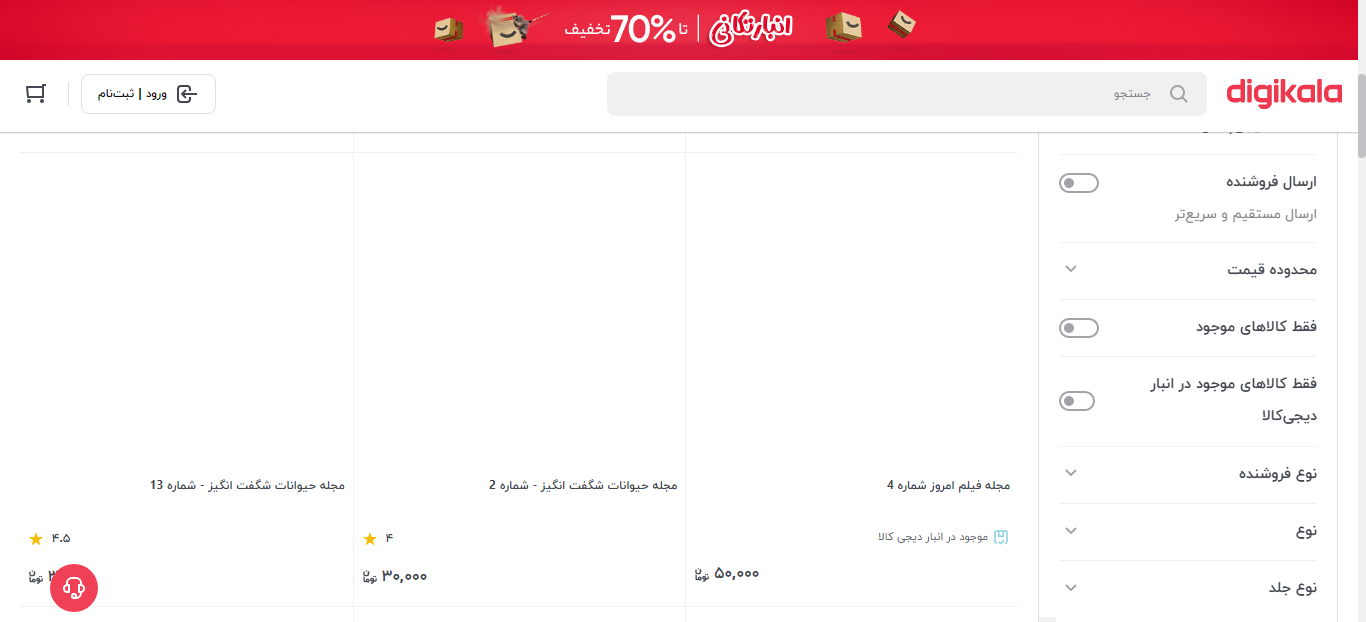 انبارتکانی | تا 70% تخفیف
digikala
جستجو
ورود | ثبت‌نام
ارسال فروشنده
ارسال مستقیم و سریع‌تر
محدوده قیمت
فقط کالاهای موجود
فقط کالاهای موجود در انبار
دیجی‌کالا
نوع فروشنده
نوع
نوع جلد
مجله فیلم امروز شماره 4
موجود در انبار دیجی کالا
۵۰,۰۰۰ تومان
مجله حیوانات شگفت انگیز - شماره 2
۴
۳۰,۰۰۰ تومان
مجله حیوانات شگفت انگیز - شماره 13
۴.۵
تومان